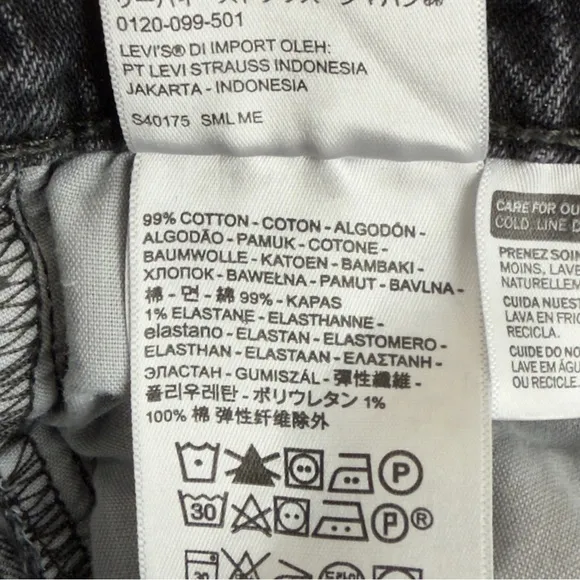 0120-099-501
LEVI'S® DI IMPORT OLEH:
PT LEVI STRAUSS INDONESIA
JAKARTA - INDONESIA
S40175 SML ME
99% COTTON - COTON - ALGODÓN -
ALGODÃO - PAMUK - COTONE -
BAUMWOLLE - KATOEN - BAMBAKI -
ХЛОПОК - BAWEŁNA - PAMUT - BAVLNA -
棉 - 면 - 綿 99% - KAPAS
1% ELASTANE - ELASTHANNE -
elastano - ELASTAN - ELASTOMERO -
ELASTHAN - ELASTAAN - ΕΛΑΣΤΑΝΗ -
ЭЛАСТАН - GUMISZÁL - 彈性纖維 -
폴리우레탄 - ポリウレタン 1%
100% 棉 弹性纤维除外
P
30 P®
CARE FOR OU
COLD, LINE D
PRENEZ SOIN
MOINS, LAVE
NATURELLEM
CUIDA NUEST
LAVA EN FRÍO
RECICLA.
CUIDE DO NO
LAVE EM ÁGU
OU RECICLE.